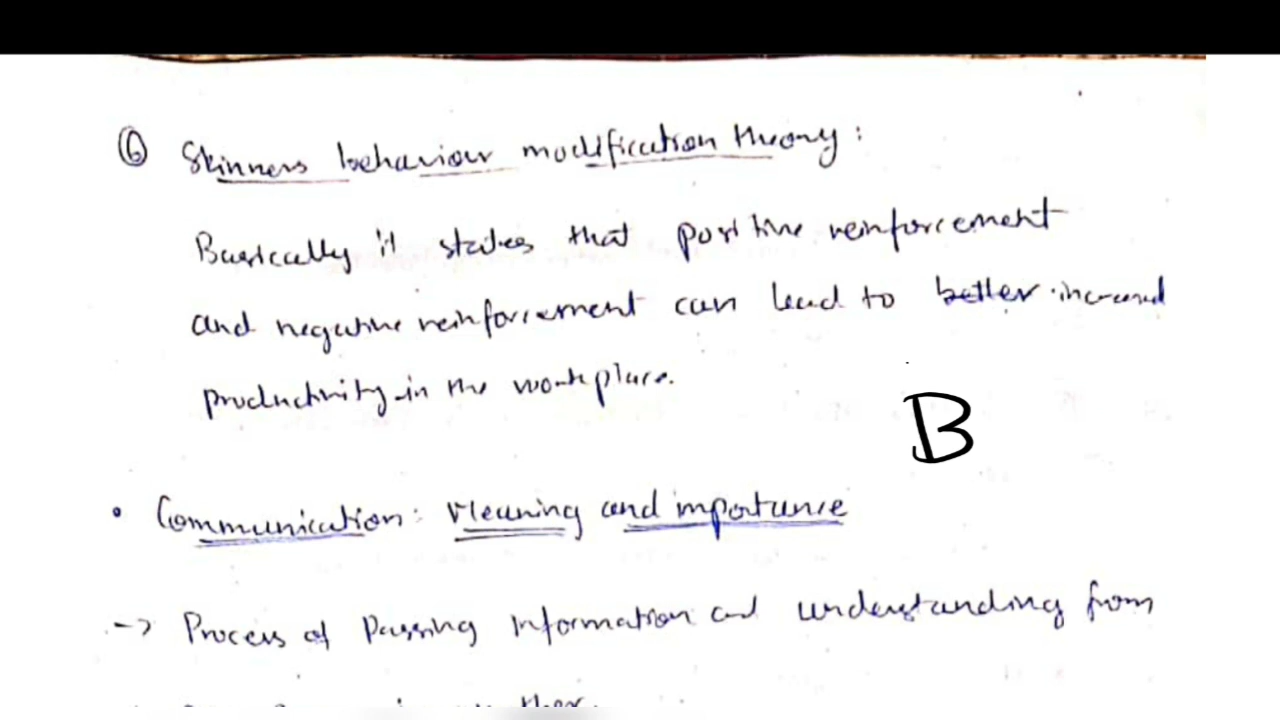 ⑥ Skinners behaviour modification theory:
Basically it states that positive reinforcement
and negative reinforcement can lead to better increased
productivity in the workplace.
B
• Communication: Meaning and importance
-> Process of Passing Information and understanding from